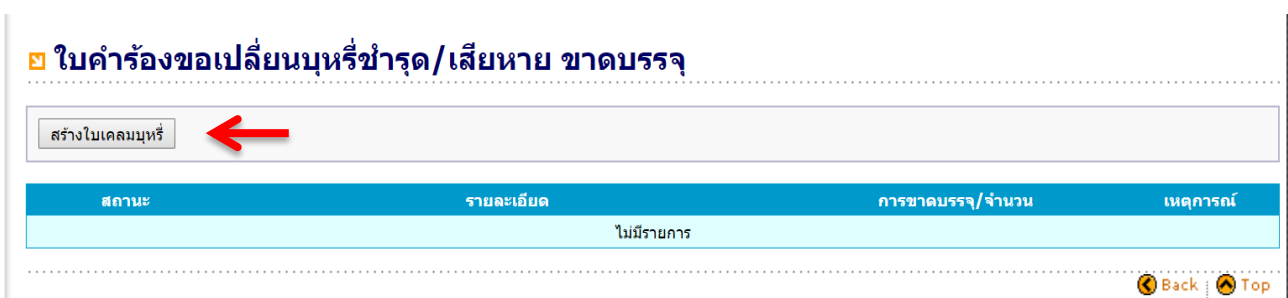 ใบคำร้องขอเปลี่ยนบุหรี่ชำรุด/เสียหาย ขาดบรรจุ
สร้างใบเคลมบุหรี่
สถานะ รายละเอียด การขาดบรรจุ/จำนวน เหตุการณ์
ไม่มีรายการ
Back Top